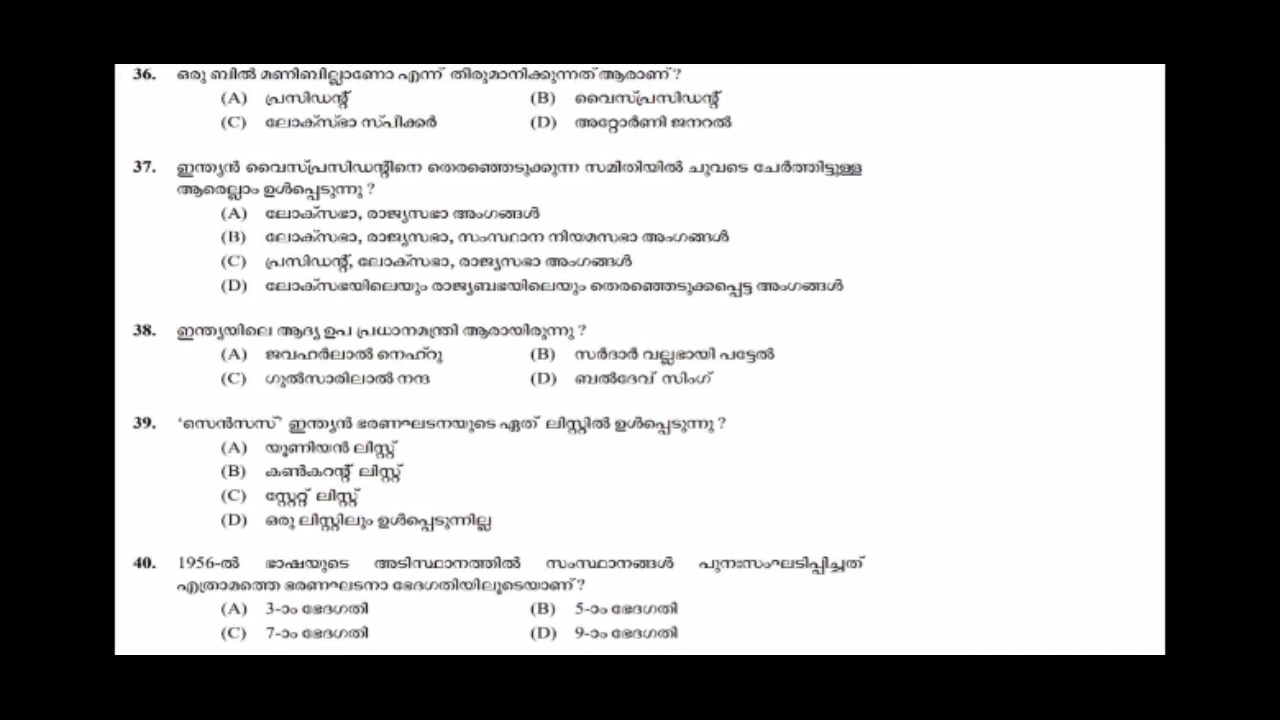 36. ഒരു ബിൽ മണിബില്ലാണോ എന്ന് തീരുമാനിക്കുന്നത് ആരാണ് ?
(A) പ്രസിഡന്റ് (B) വൈസ്പ്രസിഡന്റ്
(C) ലോക്സ്ഭാ സ്പീക്കർ (D) അറ്റോർണി ജനറൽ
37. ഇന്ത്യൻ വൈസ്പ്രസിഡന്റിനെ തെരഞ്ഞെടുക്കുന്ന സമിതിയിൽ ചുവടെ ചേർത്തിട്ടുള്ള
ആരെല്ലാം ഉൾപ്പെടുന്നു ?
(A) ലോക്സഭാ, രാജ്യസഭാ അംഗങ്ങൾ
(B) ലോക്സഭാ, രാജ്യസഭാ, സംസ്ഥാന നിയമസഭാ അംഗങ്ങൾ
(C) പ്രസിഡന്റ്, ലോക്സഭാ, രാജ്യസഭാ അംഗങ്ങൾ
(D) ലോക്സഭയിലെയും രാജ്യബഭയിലെയും തെരഞ്ഞെടുക്കപ്പെട്ട അംഗങ്ങൾ
38. ഇന്ത്യയിലെ ആദ്യ ഉപ പ്രധാനമന്ത്രി ആരായിരുന്നു ?
(A) ജവഹർലാൽ നെഹ്റു (B) സർദാർ വല്ലഭായി പട്ടേൽ
(C) ഗുൽസാരിലാൽ നന്ദ (D) ബൽദേവ് സിംഗ്
39. 'സെൻസസ്' ഇന്ത്യൻ ഭരണഘടനയുടെ ഏത് ലിസ്റ്റിൽ ഉൾപ്പെടുന്നു ?
(A) യൂണിയൻ ലിസ്റ്റ്
(B) കൺകറന്റ് ലിസ്റ്റ്
(C) സ്റ്റേറ്റ് ലിസ്റ്റ്
(D) ഒരു ലിസ്റ്റിലും ഉൾപ്പെടുന്നില്ല
40. 1956-ൽ ഭാഷയുടെ അടിസ്ഥാനത്തിൽ സംസ്ഥാനങ്ങൾ പുനഃസംഘടിപ്പിച്ചത്
എത്രാമത്തെ ഭരണഘടനാ ഭേദഗതിയിലൂടെയാണ് ?
(A) 3-ാം ഭേദഗതി (B) 5-ാം ഭേദഗതി
(C) 7-ാം ഭേദഗതി (D) 9-ാം ഭേദഗതി